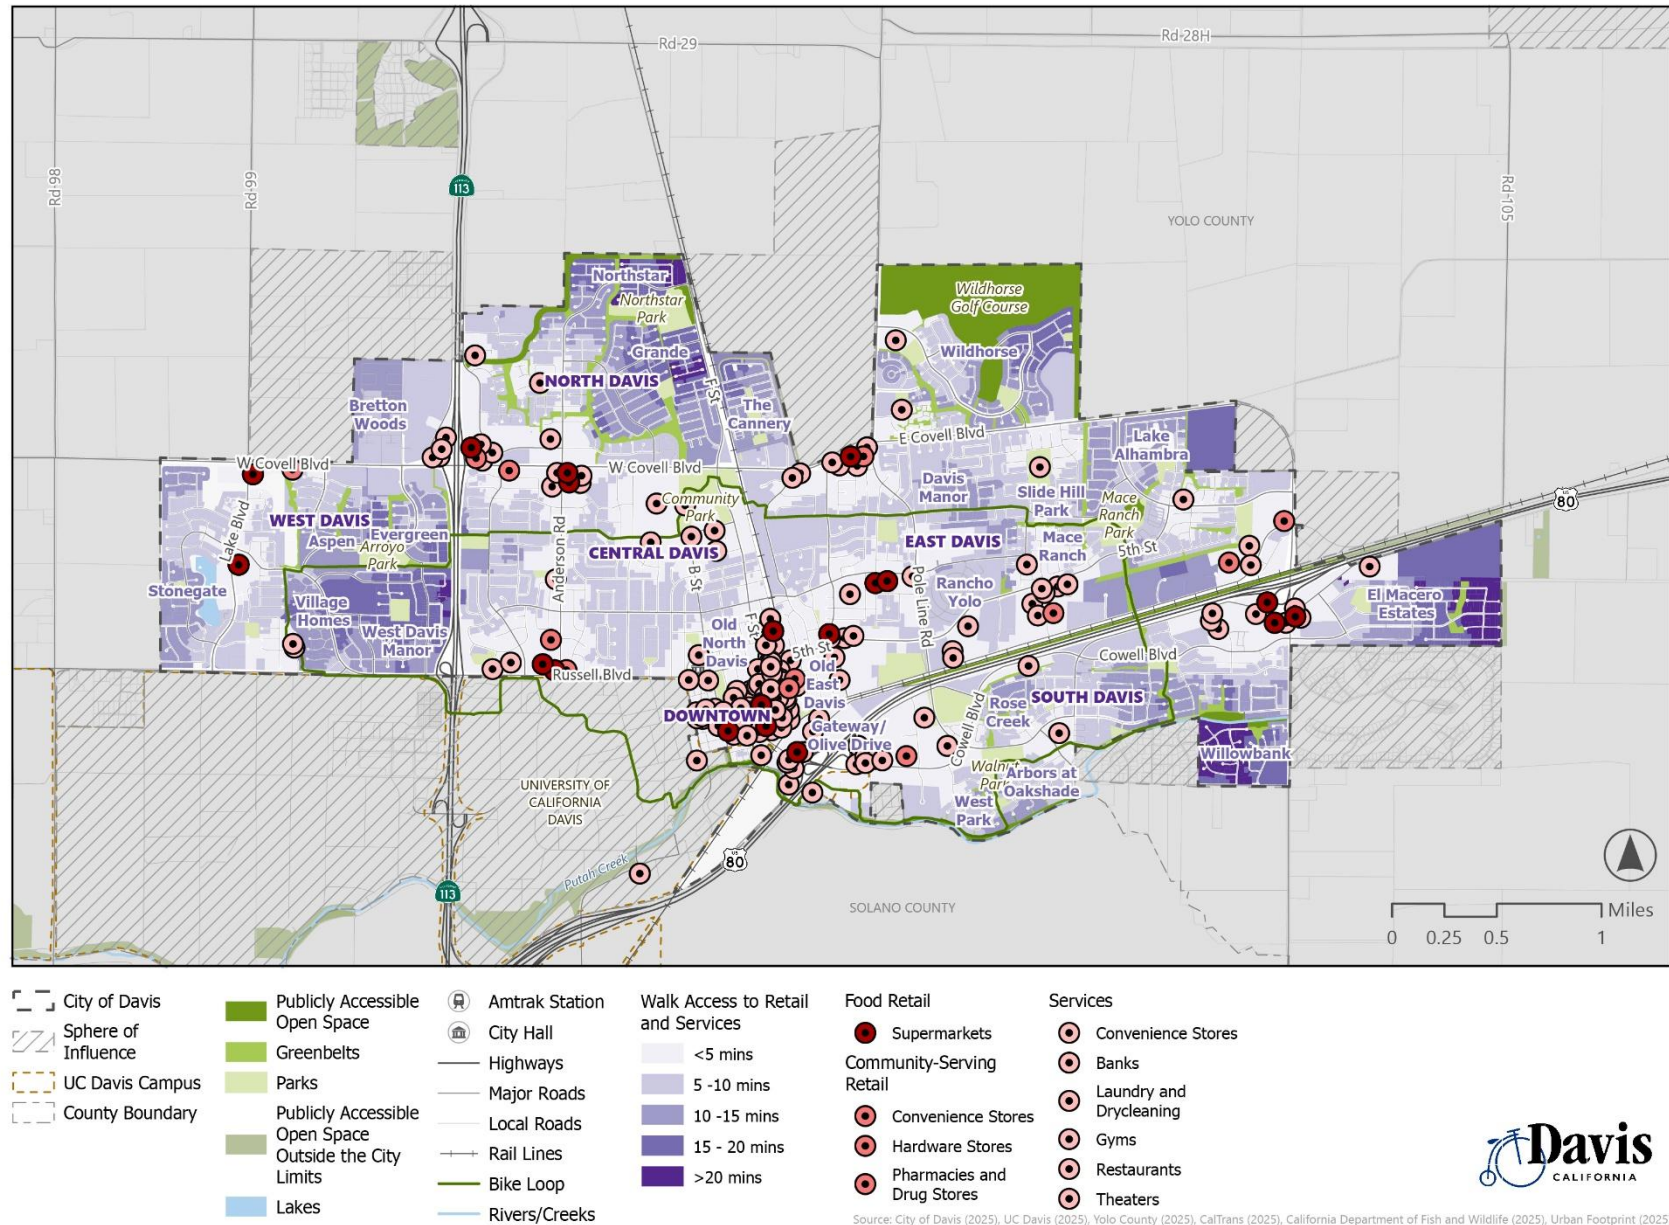 Rd-29
Rd-28H
Rd-98
Rd-99
113
Rd-105
YOLO COUNTY
Northstar
Northstar
Park
Wildhorse
Golf Course
Grande
Wildhorse
NORTH DAVIS
F St
The
Cannery
Bretton
Woods
E Covell Blvd
Lake
Alhambra
W Covell Blvd
W Covell Blvd
Davis
Manor
Slide Hill
Park
Mace
Ranch
Park
80
Community
Park
WEST DAVIS
Aspen
Evergreen
Arroyo
Park
Lake Blvd
Anderson Rd
CENTRAL DAVIS
EAST DAVIS
Mace
Ranch
5th St
B St
Stonegate
Village
Homes
West Davis
Manor
Rancho
Yolo
Pole Line Rd
El Macero
Estates
Old
North
Davis
F St
5th St
Old
East
Davis
Russell Blvd
Cowell Blvd
SOUTH DAVIS
Rose
Creek
DOWNTOWN
Gateway/
Olive Drive
Cowell Blvd
Willowbank
Walnut
Park
Arbors at
Oakshade
West
Park
UNIVERSITY OF
CALIFORNIA
DAVIS
Putah Creek
US
80
113
SOLANO COUNTY
Miles
0 0.25 0.5 1
City of Davis
Sphere of
Influence
UC Davis Campus
County Boundary
Publicly Accessible
Open Space
Greenbelts
Parks
Publicly Accessible
Open Space
Outside the City
Limits
Lakes
Amtrak Station
City Hall
Highways
Major Roads
Local Roads
Rail Lines
Bike Loop
Rivers/Creeks
Walk Access to Retail
and Services
<5 mins
5 -10 mins
10 -15 mins
15 - 20 mins
>20 mins
Food Retail
Supermarkets
Community-Serving
Retail
Convenience Stores
Hardware Stores
Pharmacies and
Drug Stores
Services
Convenience Stores
Banks
Laundry and
Drycleaning
Gyms
Restaurants
Theaters
Davis
CALIFORNIA
Source: City of Davis (2025), UC Davis (2025), Yolo County (2025), CalTrans (2025), California Department of Fish and Wildlife (2025), Urban Footprint (2025